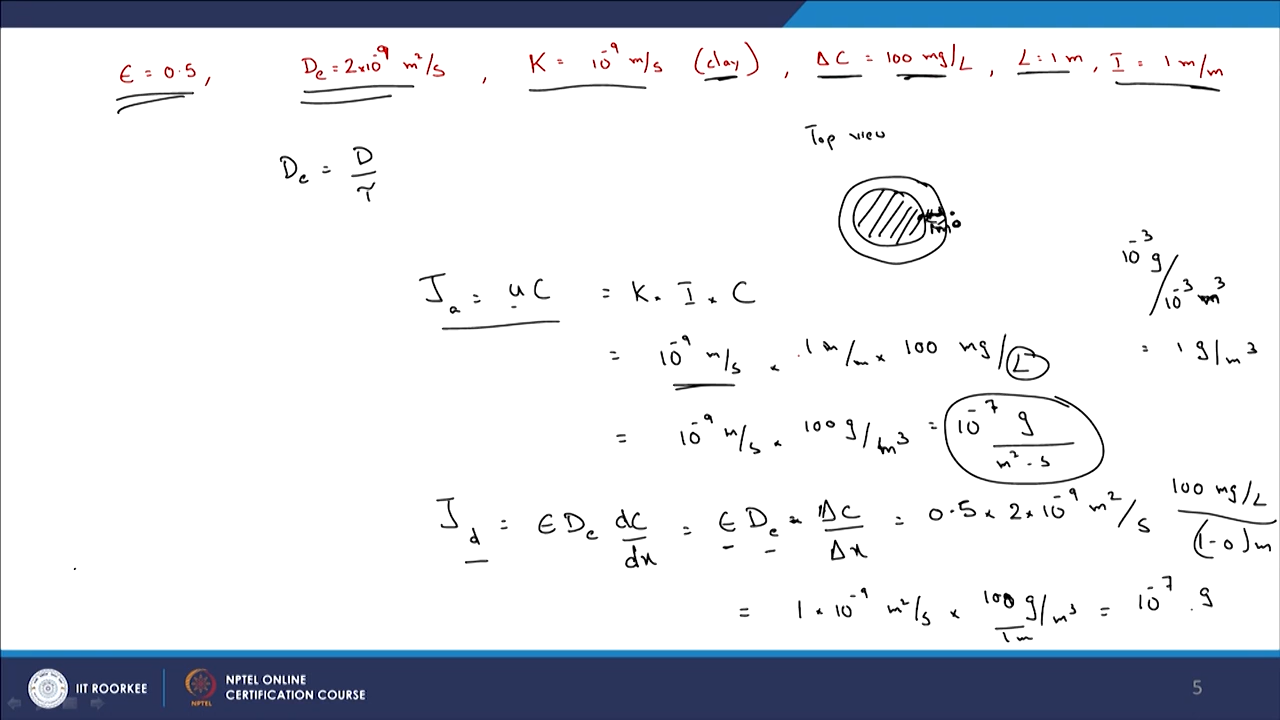 ϵ = 0.5, Dₑ = 2×10⁻⁹ m²/s, K = 10⁻⁹ m/s (clay), ΔC = 100 mg/L, L = 1 m, I = 1 m/m
Top view
Dₑ = D/τ
1m
10⁻³ g/10⁻³ m³
= 1 g/m³
Jₐ = uC = K × I × C
= 10⁻⁹ m/s × 1 m/m × 100 mg/L
= 10⁻⁹ m/s × 100 g/m³ = 10⁻⁷ g/m²·s
J_d = ϵ Dₑ dC/dx = ϵ Dₑ × ΔC/Δx = 0.5 × 2 × 10⁻⁹ m²/s 100 mg/L/(1-0)m
= 1 × 10⁻⁹ m²/s × 100 g/m³/1m = 10⁻⁷ . g
IIT ROORKEE
NPTEL ONLINE
CERTIFICATION COURSE
NPTEL
5